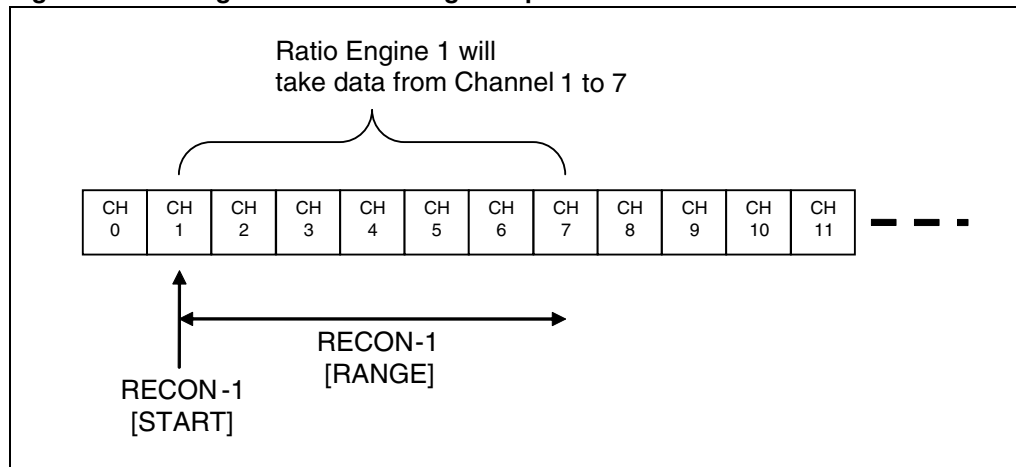 Ratio Engine 1 will
take data from Channel 1 to 7
CH CH CH CH CH CH CH CH CH CH CH CH
0 1 2 3 4 5 6 7 8 9 10 11
RECON-1
[RANGE]
RECON-1
[START]